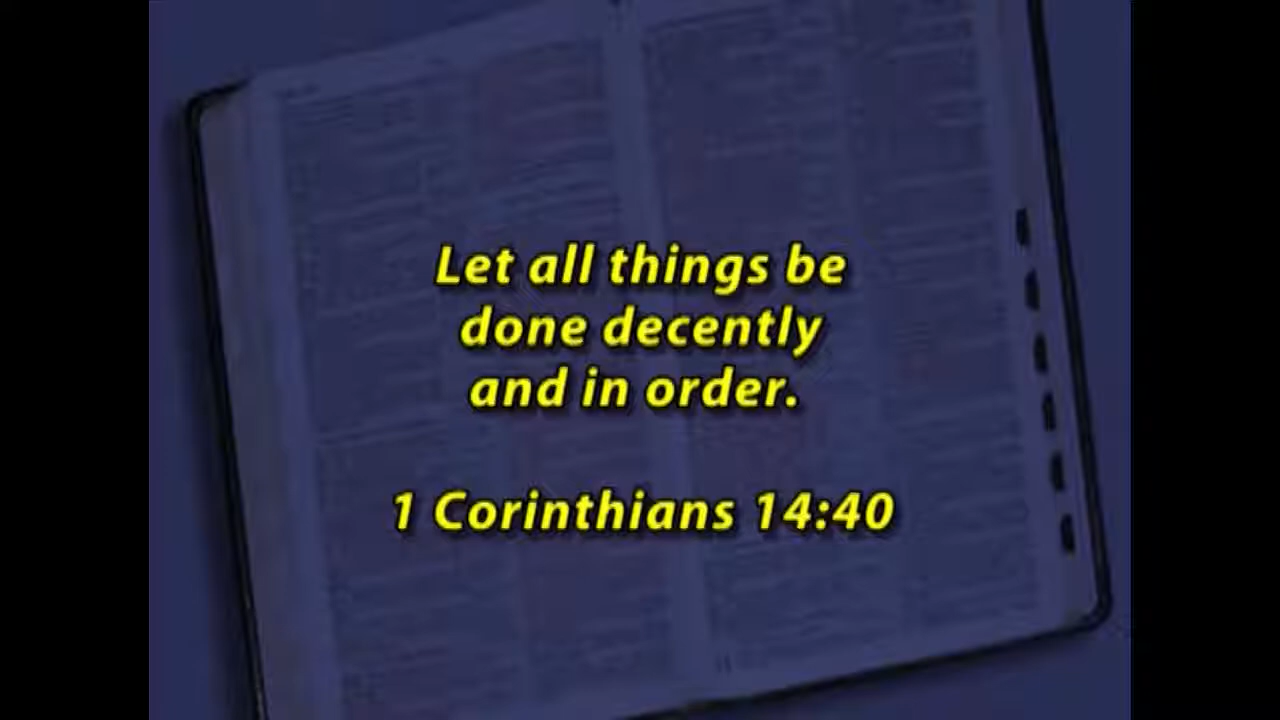 Let all things be
done decently
and in order.
1 Corinthians 14:40